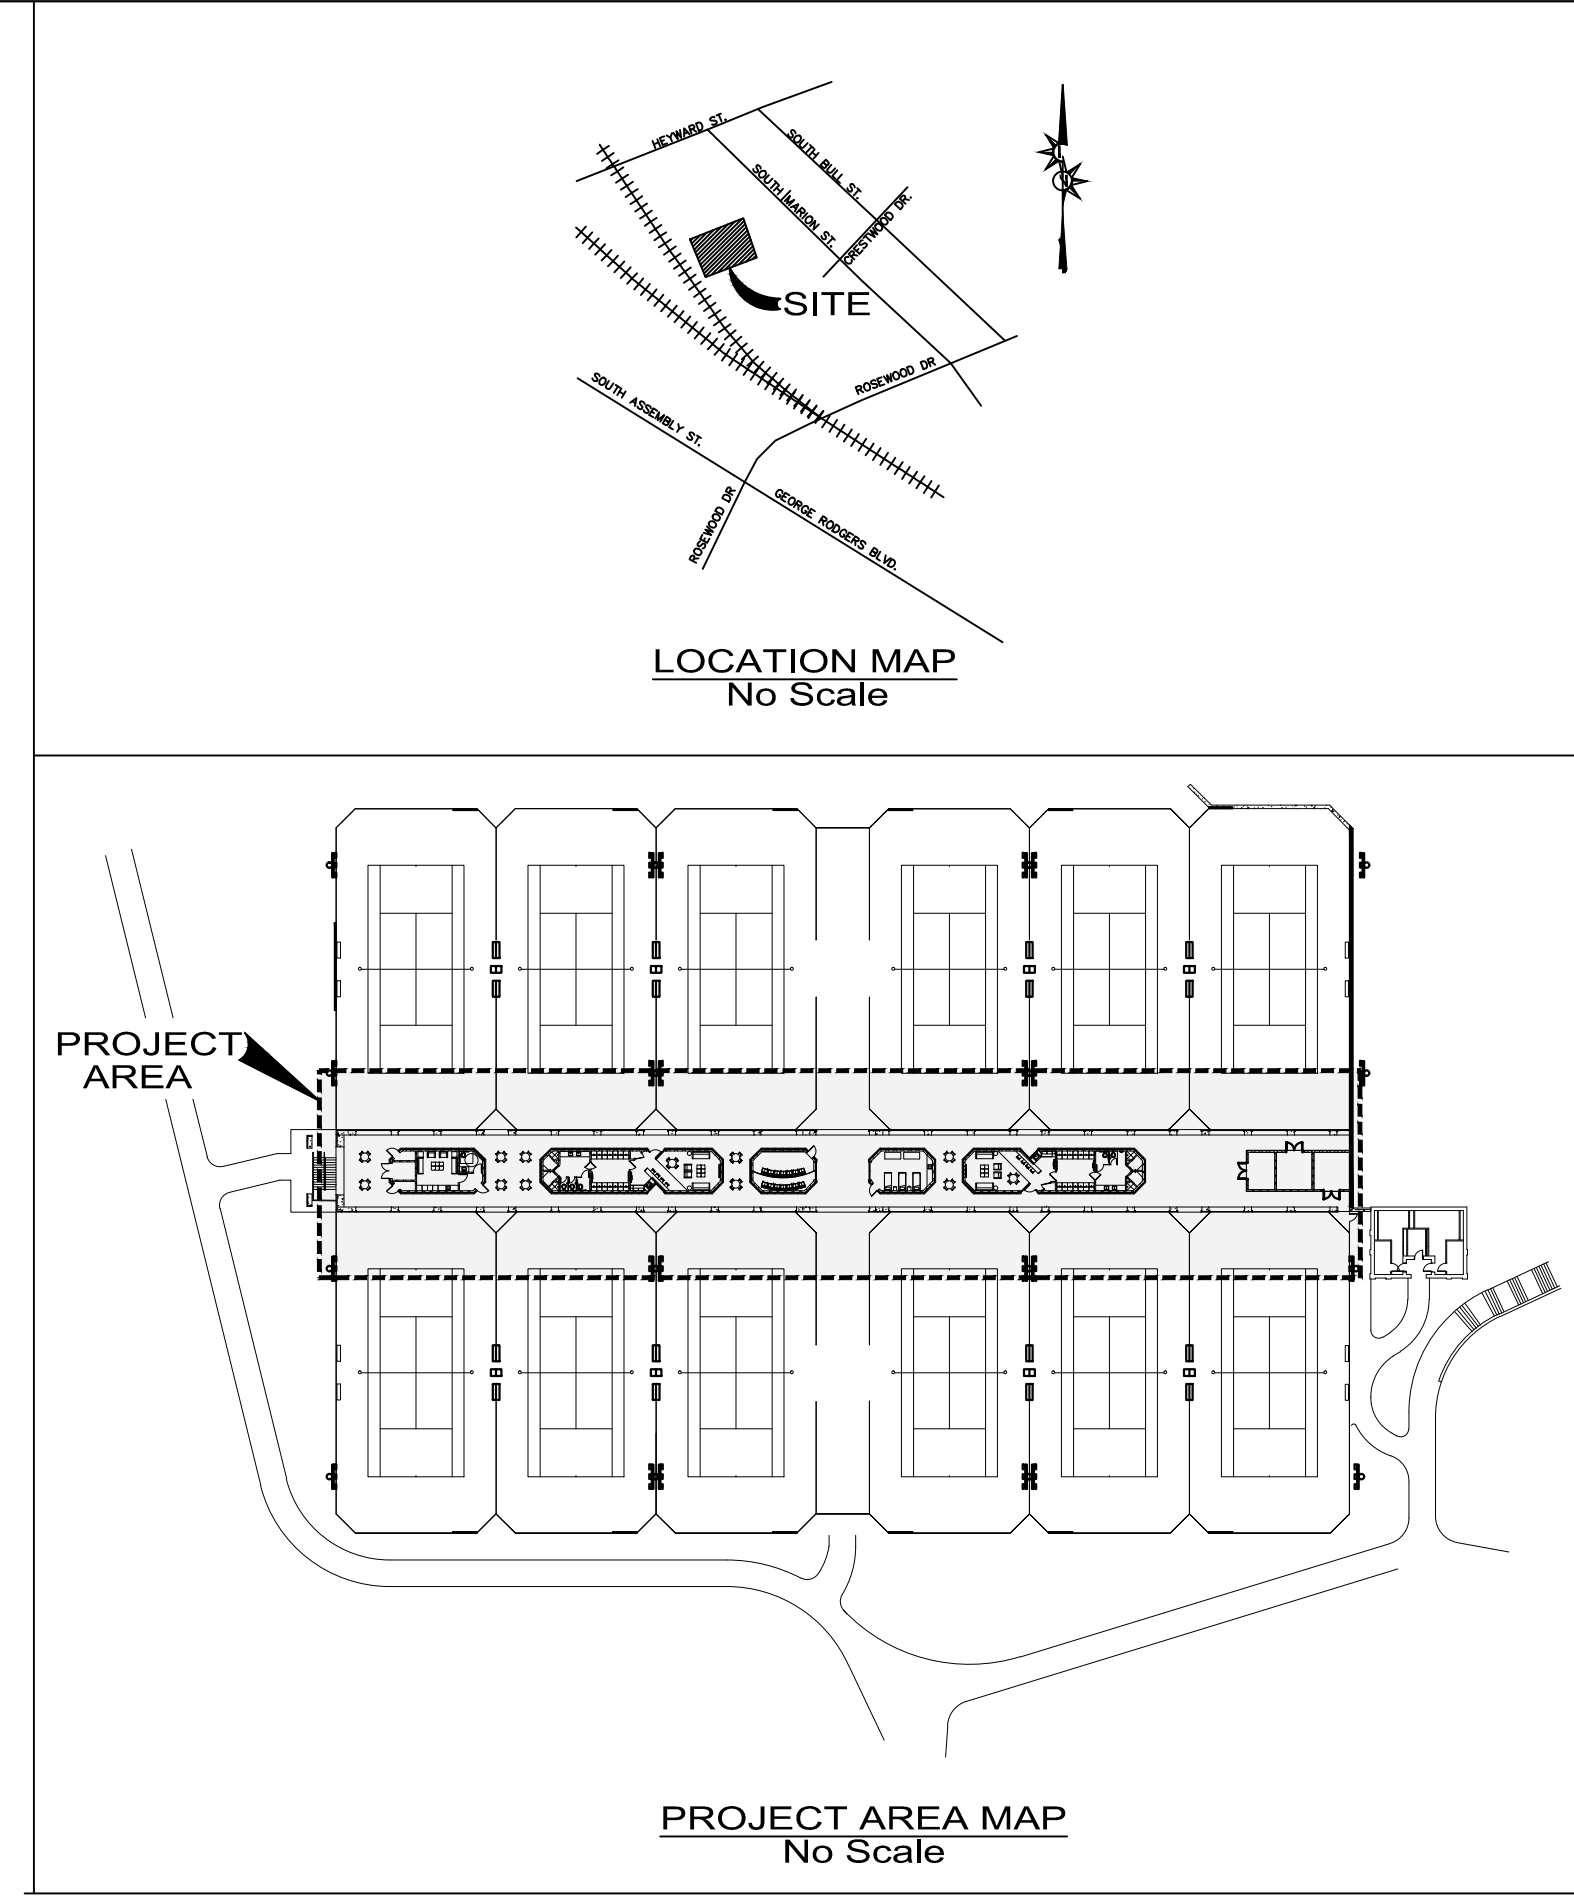 HEYWARD ST.
SOUTH BULL ST.
SOUTH MARION ST.
CRESTWOOD DR.
SITE
ROSEWOOD DR
SOUTH ASSEMBLY ST.
ROSEWOOD DR
GEORGE RODGERS BLVD.
LOCATION MAP
No Scale
PROJECT
AREA
PROJECT AREA MAP
No Scale